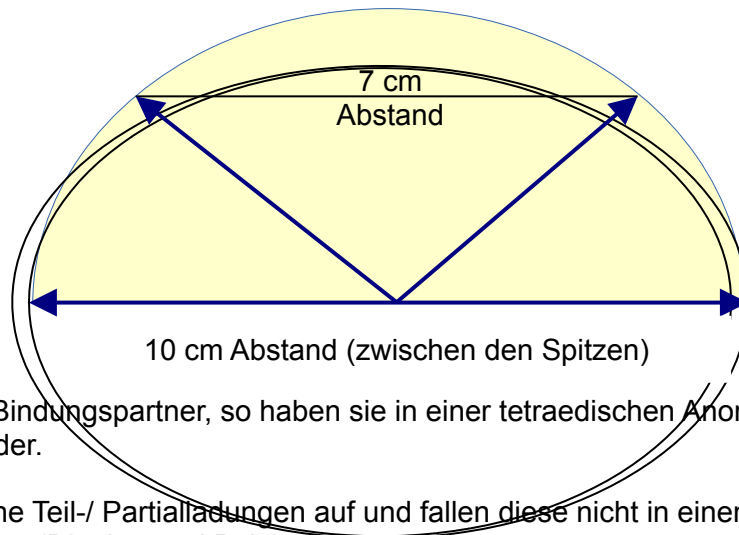 7 cm
Abstand
10 cm Abstand (zwischen den Spitzen)
Bindungspartner, so haben sie in einer tetraedischen Anor
der.
ne Teil-/ Partialladungen auf und fallen diese nicht in einer